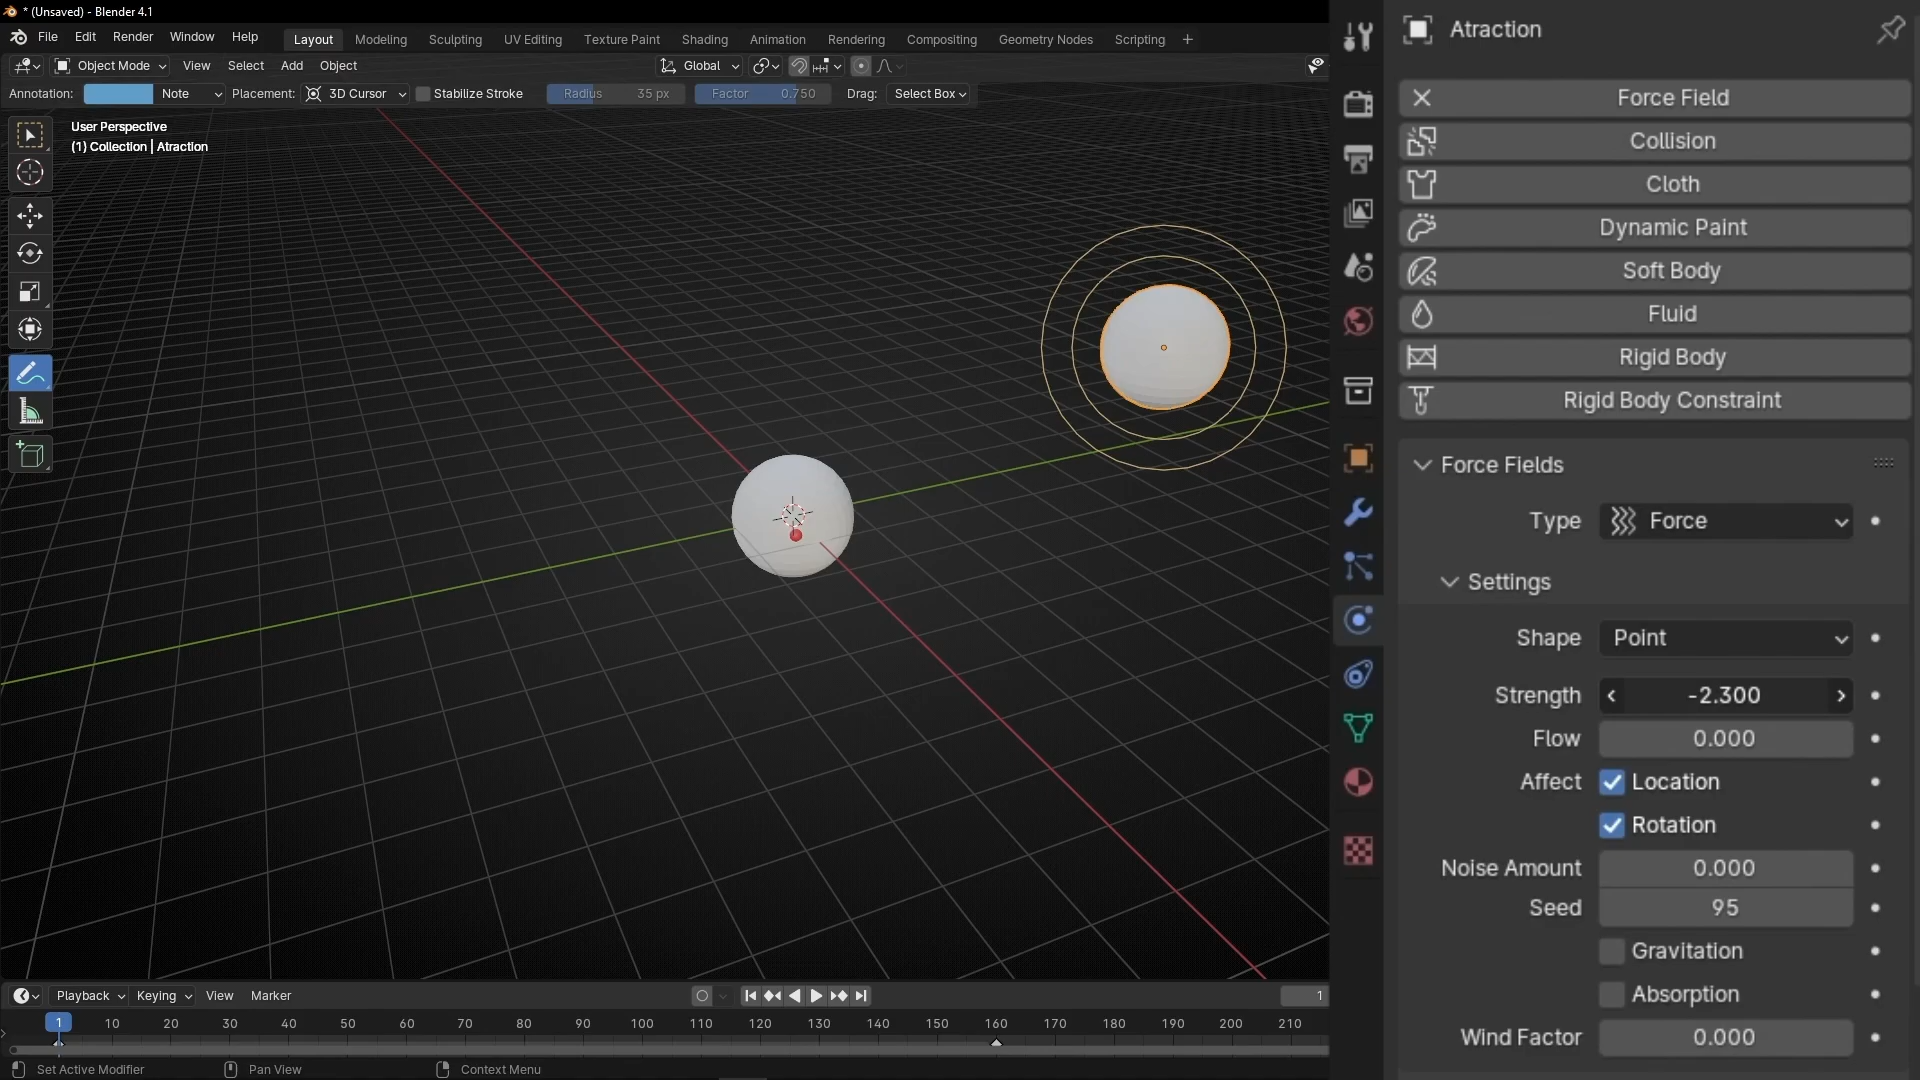 * (Unsaved) - Blender 4.1
File Edit Render Window Help Layout Modeling Sculpting UV Editing Texture Paint Shading Animation Rendering Compositing Geometry Nodes Scripting +
Object Mode View Select Add Object Global
Annotation: Note Placement: 3D Cursor Stabilize Stroke Radius 35 px Factor 0.750 Drag: Select Box
User Perspective
(1) Collection | Atraction
Atraction
Force Field
Collision
Cloth
Dynamic Paint
Soft Body
Fluid
Rigid Body
Rigid Body Constraint
Force Fields
Type Force
Settings
Shape Point
Strength -2.300
Flow 0.000
Affect Location
Rotation
Noise Amount 0.000
Seed 95
Gravitation
Absorption
Wind Factor 0.000
Playback Keying View Marker 1
1 10 20 30 40 50 60 70 80 90 100 110 120 130 140 150 160 170 180 190 200 210
Set Active Modifier Pan View Context Menu